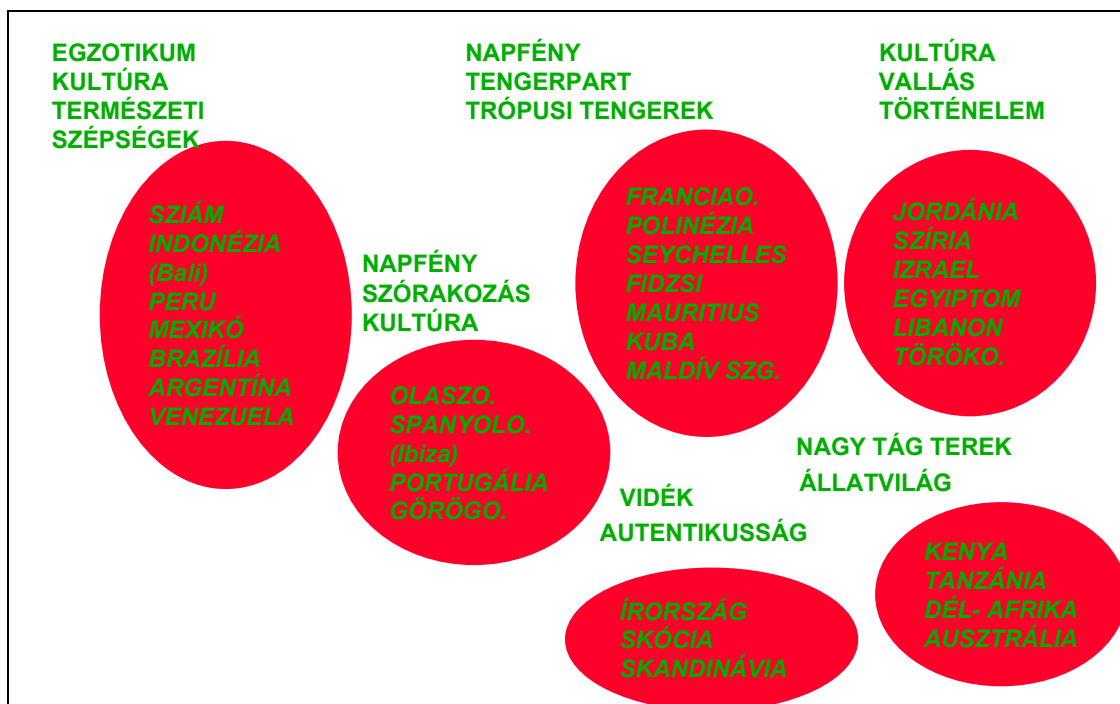 EGZOTIKUM
KULTÚRA
TERMÉSZETI
SZÉPSÉGEK
SZIÁM
INDONÉZIA
(Bali)
PERU
MEXIKÓ
BRAZÍLIA
ARGENTÍNA
VENEZUELA
NAPFÉNY
SZÓRAKOZÁS
KULTÚRA
OLASZO.
SPANYOLO.
(Ibiza)
PORTUGÁLIA
GÖRÖGO.
NAPFÉNY
TENGERPART
TRÓPUSI TENGEREK
FRANCIAO.
POLINÉZIA
SEYCHELLES
FIDZSI
MAURITIUS
KUBA
MALDÍV SZG.
VIDÉK
AUTENTIKUSSÁG
ÍRORSZÁG
SKÓCIA
SKANDINÁVIA
KULTÚRA
VALLÁS
TÖRTÉNELEM
JORDÁNIA
SZÍRIA
IZRAEL
EGYIPTOM
LIBANON
TÖRÖKO.
NAGY TÁG TEREK
ÁLLATVILÁG
KENYA
TANZÁNIA
DÉL- AFRIKA
AUSZTRÁLIA